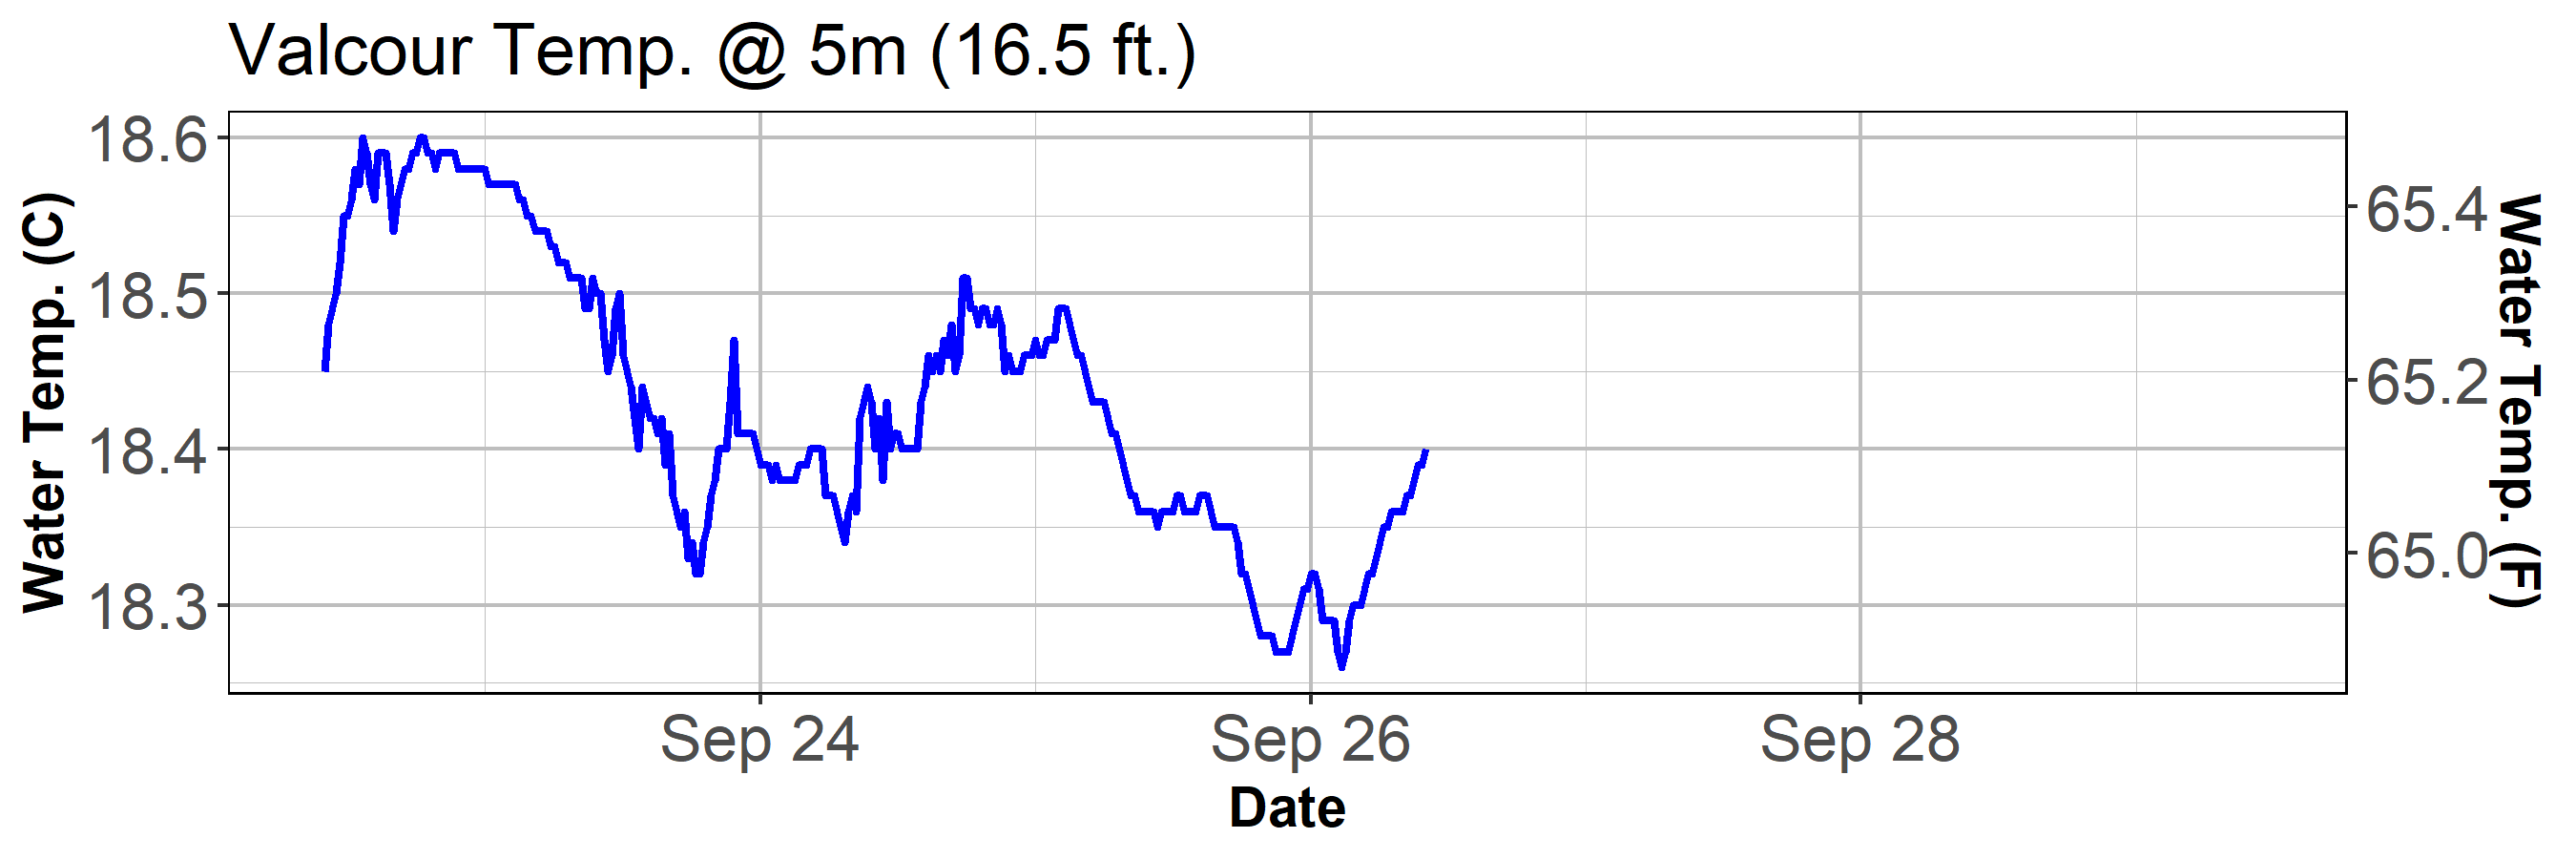 Valcour Temp. @ 5m (16.5 ft.)
Water Temp. (C)
18.6
18.5
18.4
18.3
65.4
65.2
65.0
Water Temp. (F)
Sep 24
Sep 26
Sep 28
Date